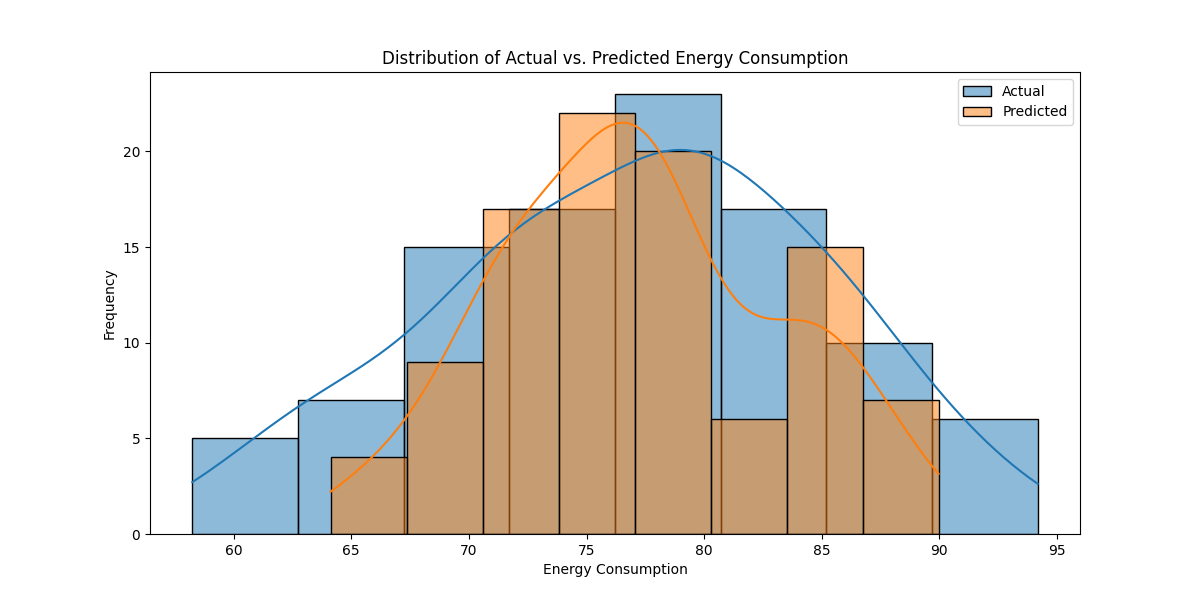 Distribution of Actual vs. Predicted Energy Consumption
Actual
Predicted
Frequency
20
15
10
5
0
60 65 70 75 80 85 90 95
Energy Consumption